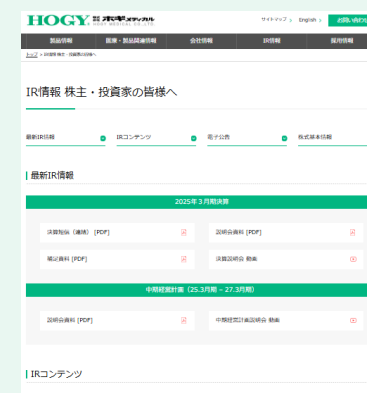 HOGY 株式会社 ホギメディカル
HOGY MEDICAL CO.,LTD.
サイトマップ English お問い合わ
製品情報 医療・製品関連情報 会社情報 IR情報 採用情報
トップ > IR情報 株主・投資家の皆様へ
IR情報 株主・投資家の皆様へ
最新IR情報 IRコンテンツ 電子公告 株式基本情報
最新IR情報
2025年3月期決算
決算短信（連結） [PDF] 説明会資料 [PDF]
補足資料 [PDF] 決算説明会 動画
中期経営計画（25.3月期 – 27.3月期）
説明会資料 [PDF] 中期経営計画説明会 動画
IRコンテンツ